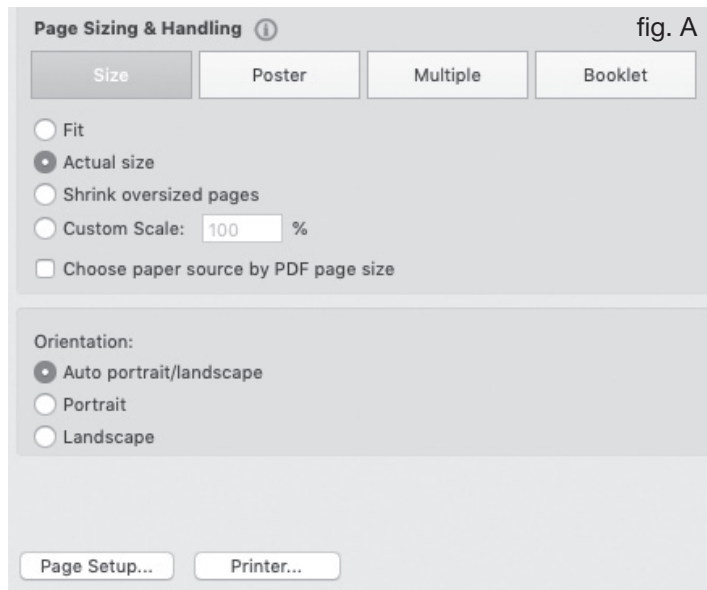 Page Sizing & Handling fig. A
Size Poster Multiple Booklet
Fit
Actual size
Shrink oversized pages
Custom Scale: 100 %
Choose paper source by PDF page size
Orientation:
Auto portrait/landscape
Portrait
Landscape
Page Setup... Printer...